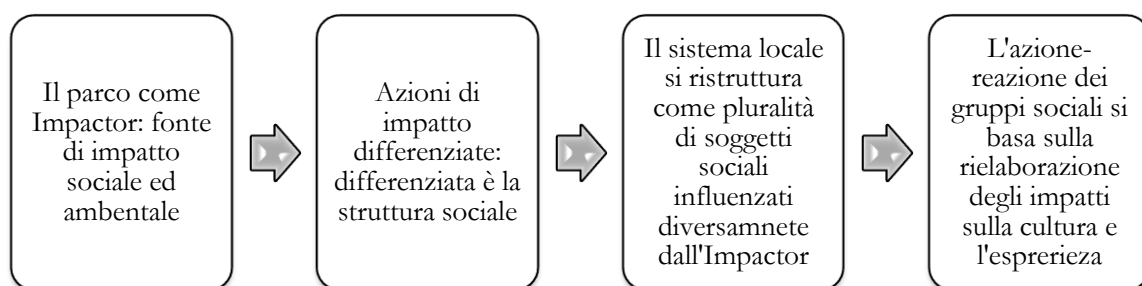 Il parco come
Impactor: fonte
di impatto
sociale ed
ambentale
Azioni di
impatto
differenziate:
differenziata è la
struttura sociale
Il sistema locale
si ristruttura
come pluralità
di soggetti
sociali
influenzati
diversamnete
dall'Impactor
L'azione-
reazione dei
gruppi sociali si
basa sulla
rielaborazione
degli impatti
sulla cultura e
l'esprerieza